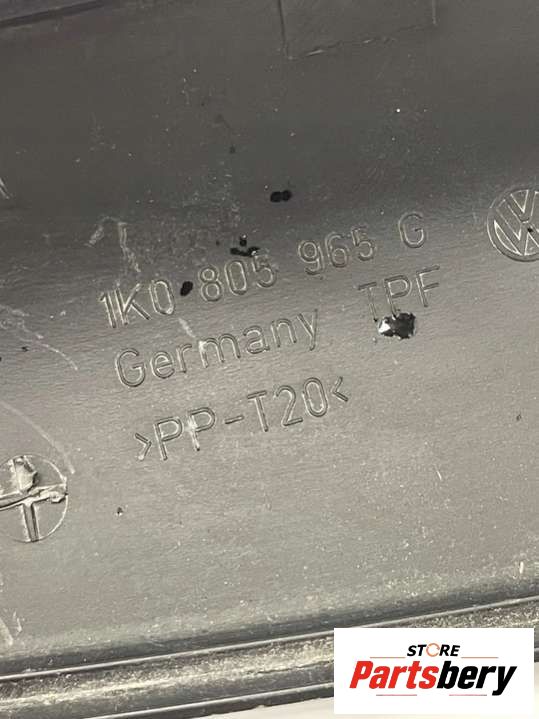 1K0 805 965 G
Germany TPF
>PP-T20<
STORE
Partsbery